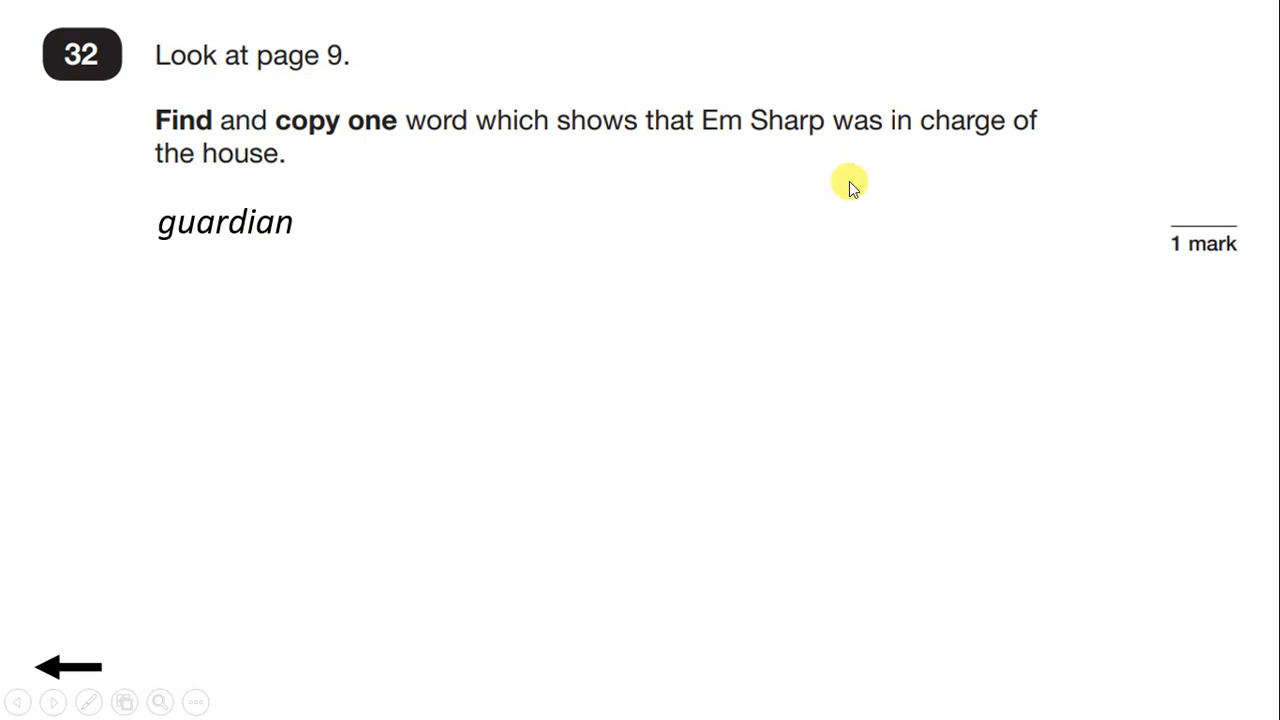 32
Look at page 9.
Find and copy one word which shows that Em Sharp was in charge of
the house.
guardian
1 mark